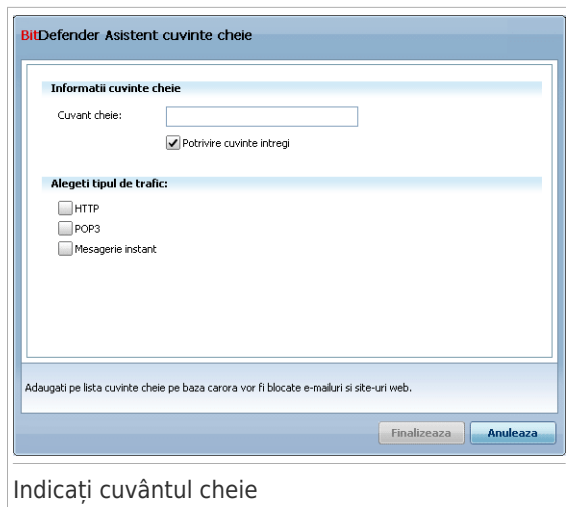 BitDefender Asistent cuvinte cheie
Informatii cuvinte cheie
Cuvant cheie:
Potrivire cuvinte intregi
Alegeti tipul de trafic:
HTTP
POP3
Mesagerie instant
Adaugati pe lista cuvinte cheie pe baza carora vor fi blocate e-mailuri si site-uri web.
Finalizeaza Anuleaza
Indicați cuvântul cheie